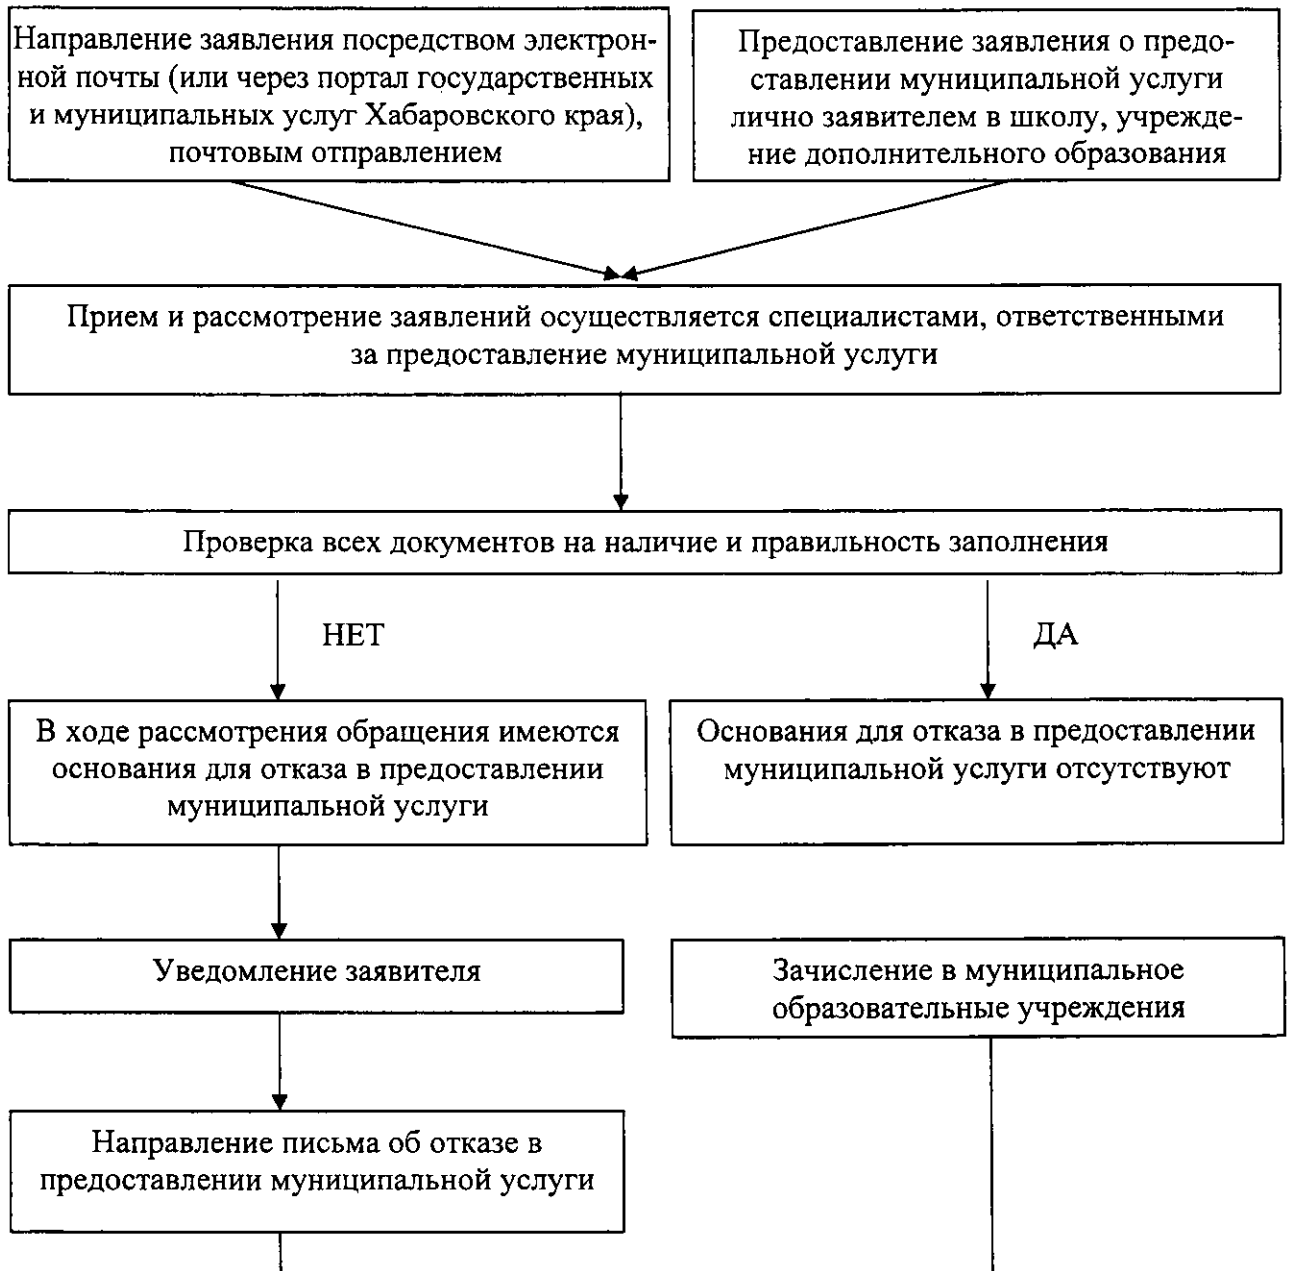 Направление заявления посредством электрон-
ной почты (или через портал государственных
и муниципальных услуг Хабаровского края),
почтовым отправлением
Предоставление заявления о предо-
ставлении муниципальной услуги
лично заявителем в школу, учрежде-
ние дополнительного образования
Прием и рассмотрение заявлений осуществляется специалистами, ответственными
за предоставление муниципальной услуги
Проверка всех документов на наличие и правильность заполнения
НЕТ
ДА
В ходе рассмотрения обращения имеются
основания для отказа в предоставлении
муниципальной услуги
Основания для отказа в предоставлении
муниципальной услуги отсутствуют
Уведомление заявителя
Зачисление в муниципальное
образовательные учреждения
Направление письма об отказе в
предоставлении муниципальной услуги